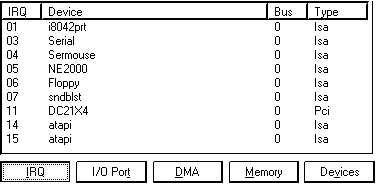 IRQ Device Bus Type
01 i8042prt 0 Isa
03 Serial 0 Isa
04 Sermouse 0 Isa
05 NE2000 0 Isa
06 Floppy 0 Isa
07 sndblst 0 Isa
11 DC21X4 0 Pci
14 atapi 0 Isa
15 atapi 0 Isa
IRQ I/O Port DMA Memory Devices